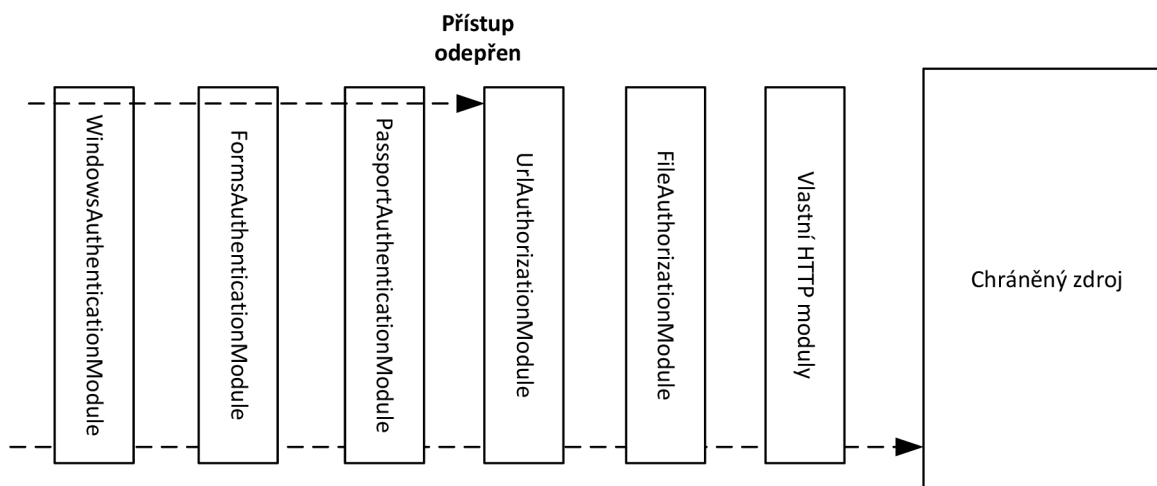 Přístup
odepřen
WindowsAuthenticationModule
FormsAuthenticationModule
PassportAuthenticationModule
UrlAuthorizationModule
FileAuthorizationModule
Vlastní HTTP moduly
Chráněný zdroj